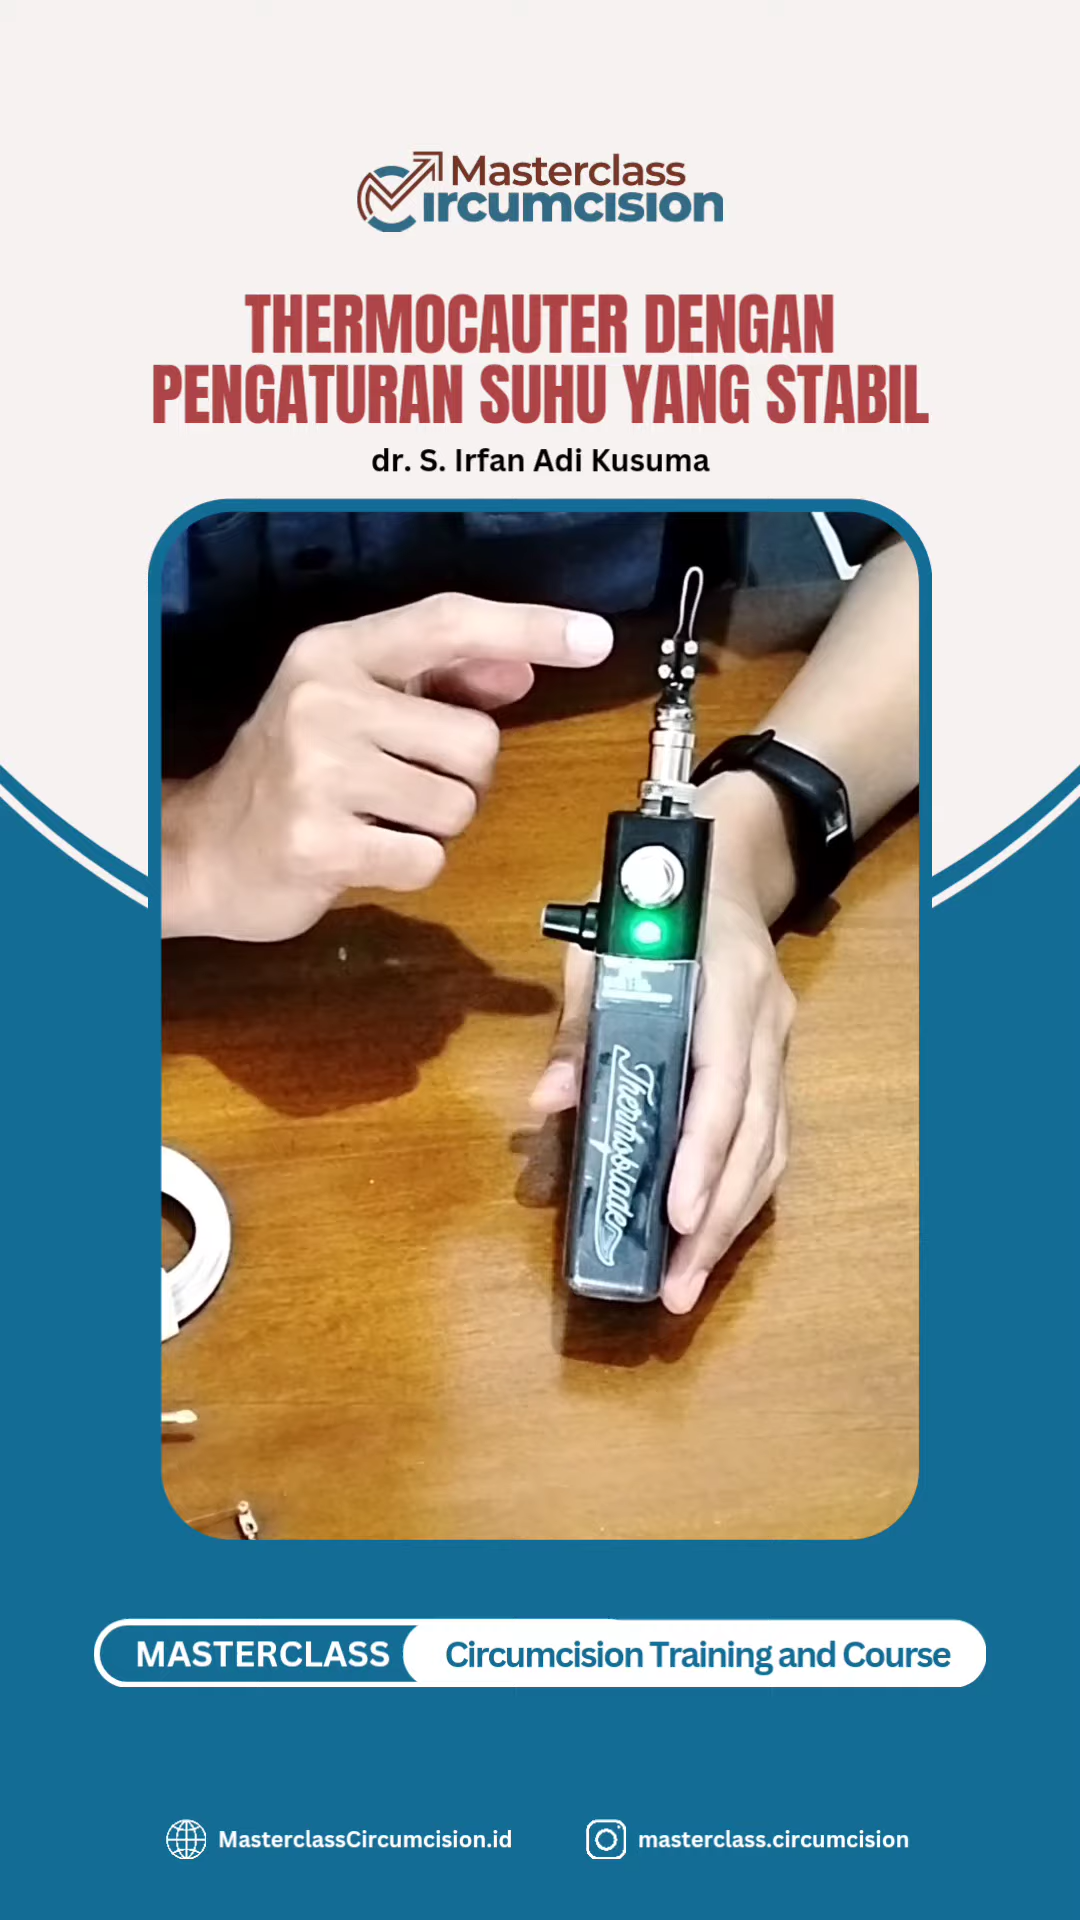 Masterclass
Circumcision
THERMOCAUTER DENGAN
PENGATURAN SUHU YANG STABIL
dr. S. Irfan Adi Kusuma
Thermoblade
MASTERCLASS Circumcision Training and Course
MasterclassCircumcision.id masterclass.circumcision